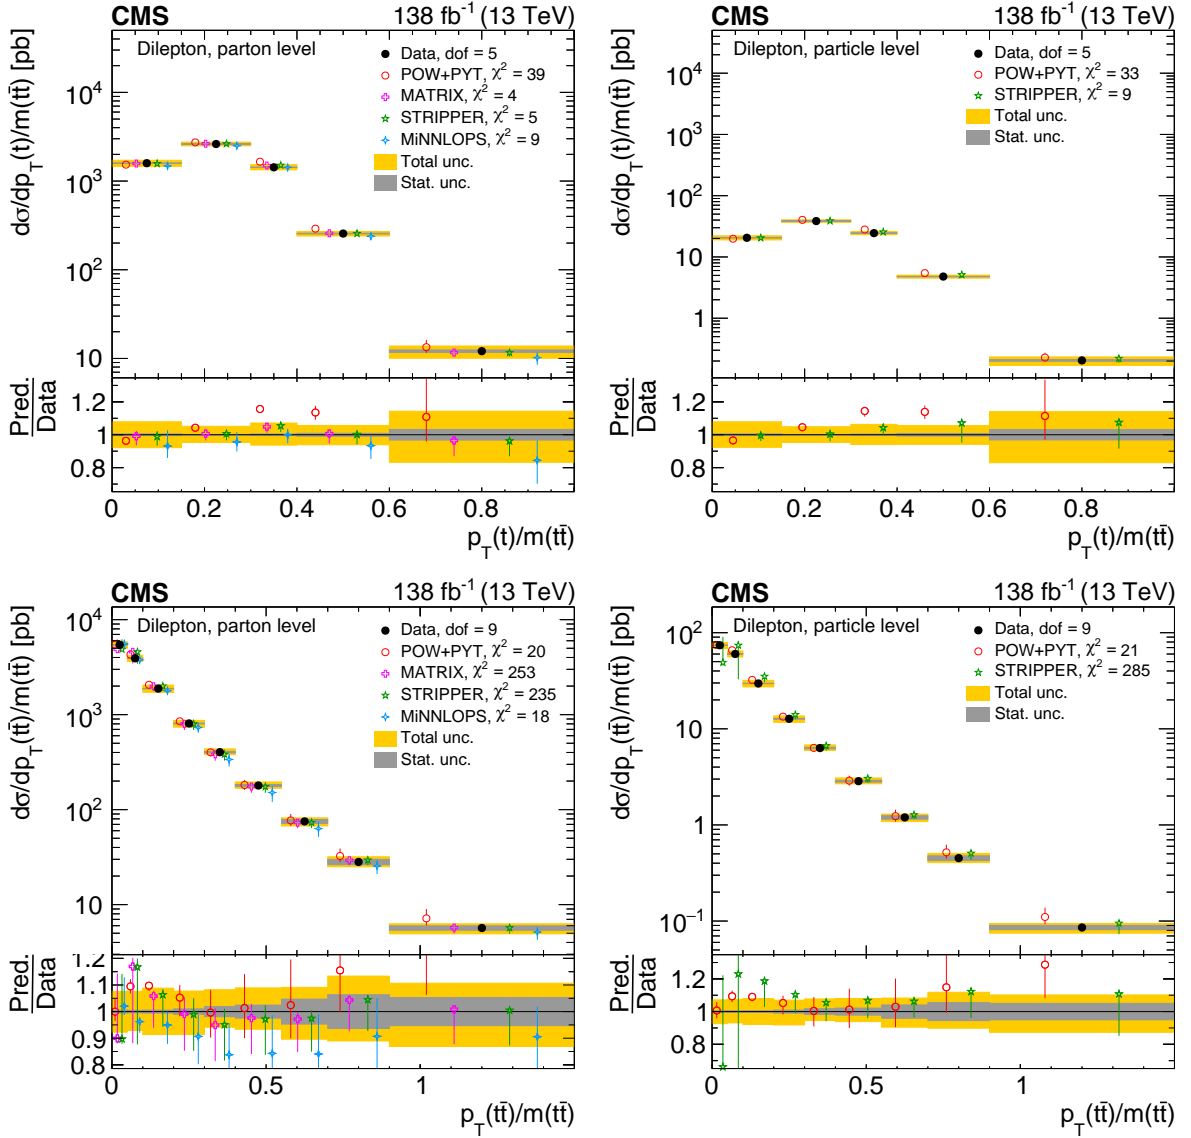 CMS 138 fb⁻¹ (13 TeV)
dσ/dp_T(t)/m(tt̄) [pb]
Dilepton, parton level
Data, dof = 5
POW+PYT, χ² = 39
MATRIX, χ² = 4
STRIPPER, χ² = 5
MiNNLOPS, χ² = 9
Total unc.
Stat. unc.
10⁴
10³
10²
10
Pred.
Data
1.2
1
0.8
0 0.2 0.4 0.6 0.8
p_T(t)/m(tt̄)
CMS 138 fb⁻¹ (13 TeV)
dσ/dp_T(t)/m(tt̄) [pb]
Dilepton, particle level
Data, dof = 5
POW+PYT, χ² = 33
STRIPPER, χ² = 9
Total unc.
Stat. unc.
10⁴
10³
10²
10
1
Pred.
Data
1.2
1
0.8
0 0.2 0.4 0.6 0.8
p_T(t)/m(tt̄)
CMS 138 fb⁻¹ (13 TeV)
dσ/dp_T(tt̄)/m(tt̄) [pb]
Dilepton, parton level
Data, dof = 9
POW+PYT, χ² = 20
MATRIX, χ² = 253
STRIPPER, χ² = 235
MiNNLOPS, χ² = 18
Total unc.
Stat. unc.
10⁴
10³
10²
10
Pred.
Data
1.2
1.1
1
0.9
0.8
0 0.5 1
p_T(tt̄)/m(tt̄)
CMS 138 fb⁻¹ (13 TeV)
dσ/dp_T(tt̄)/m(tt̄) [pb]
Dilepton, particle level
Data, dof = 9
POW+PYT, χ² = 21
STRIPPER, χ² = 285
Total unc.
Stat. unc.
10²
10
1
10⁻¹
Pred.
Data
1.2
1
0.8
0 0.5 1
p_T(tt̄)/m(tt̄)